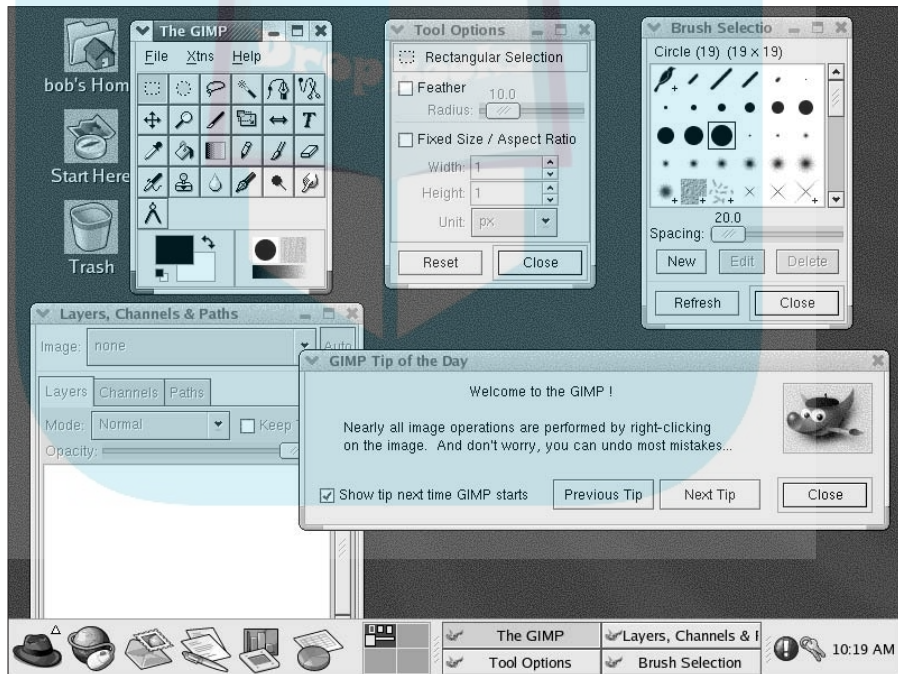 bob's Hom
Start Here
Trash
The GIMP
File Xtns Help
Tool Options
Rectangular Selection
Feather
10.0
Radius:
Fixed Size / Aspect Ratio
Width: 1
Height: 1
Unit: px
Reset Close
Brush Selectio
Circle (19) (19 × 19)
20.0
Spacing:
New Edit Delete
Refresh Close
Layers, Channels & Paths
Image: none Auto
Layers Channels Paths
Mode: Normal Keep
Opacity:
GIMP Tip of the Day
Welcome to the GIMP !
Nearly all image operations are performed by right-clicking
on the image. And don't worry, you can undo most mistakes...
Show tip next time GIMP starts Previous Tip Next Tip Close
The GIMP Layers, Channels &
Tool Options Brush Selection
10:19 AM